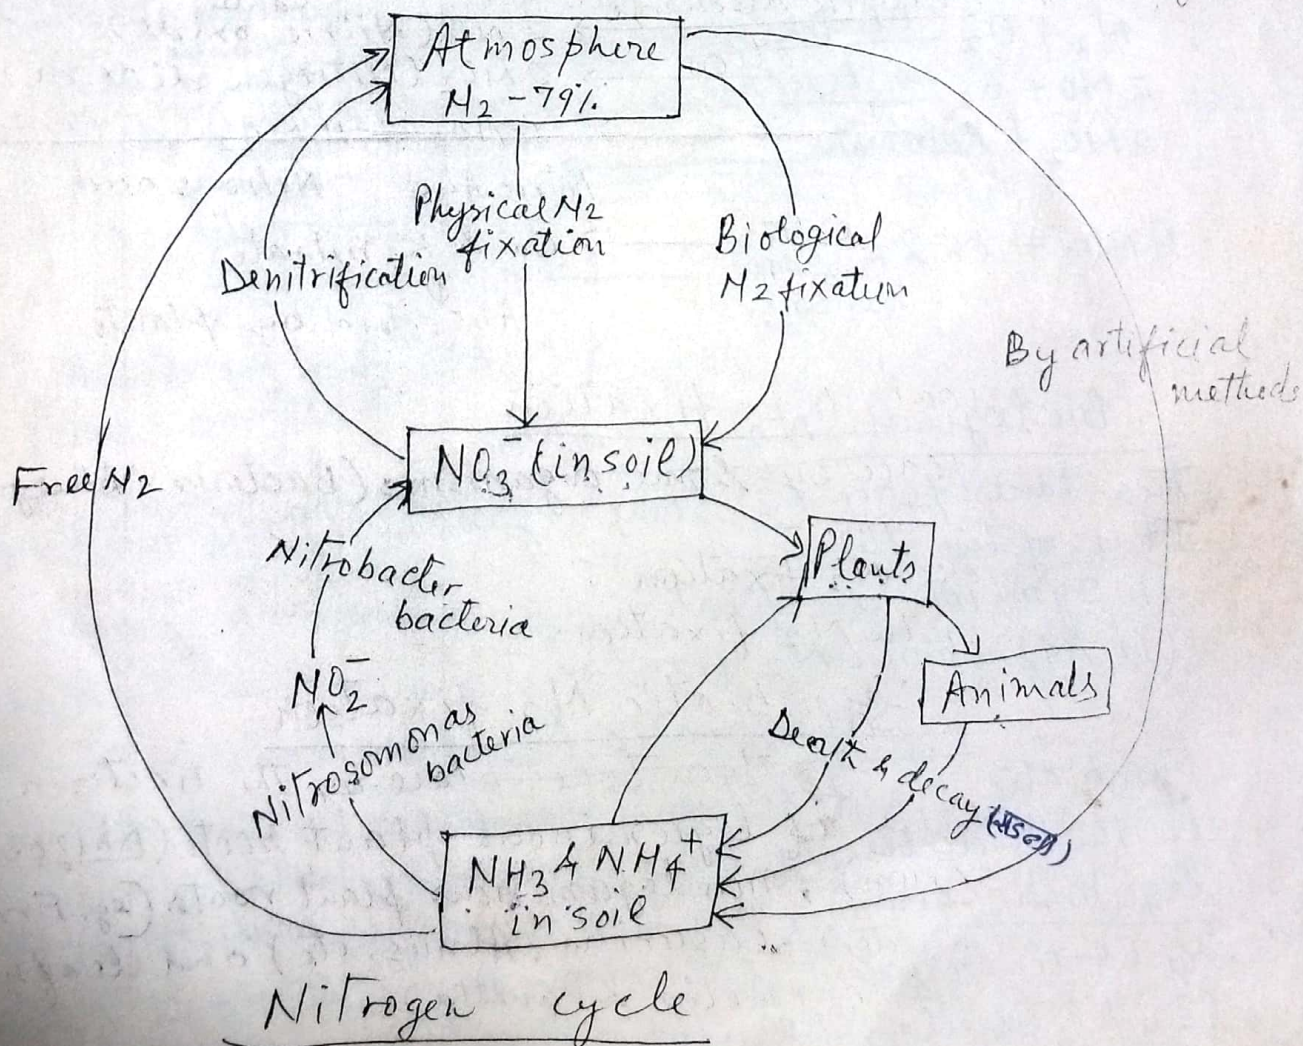 Atmosphere
N2 - 79%
Physical N2
fixation
Biological
N2 fixation
Denitrification
By artificial
methods
NO3- (in soil)
Free N2
Plants
Nitrobacter
bacteria
Animals
NO2-
Nitrosomonas
bacteria
Death & decay
NH3 & NH4+
in soil
Nitrogen cycle